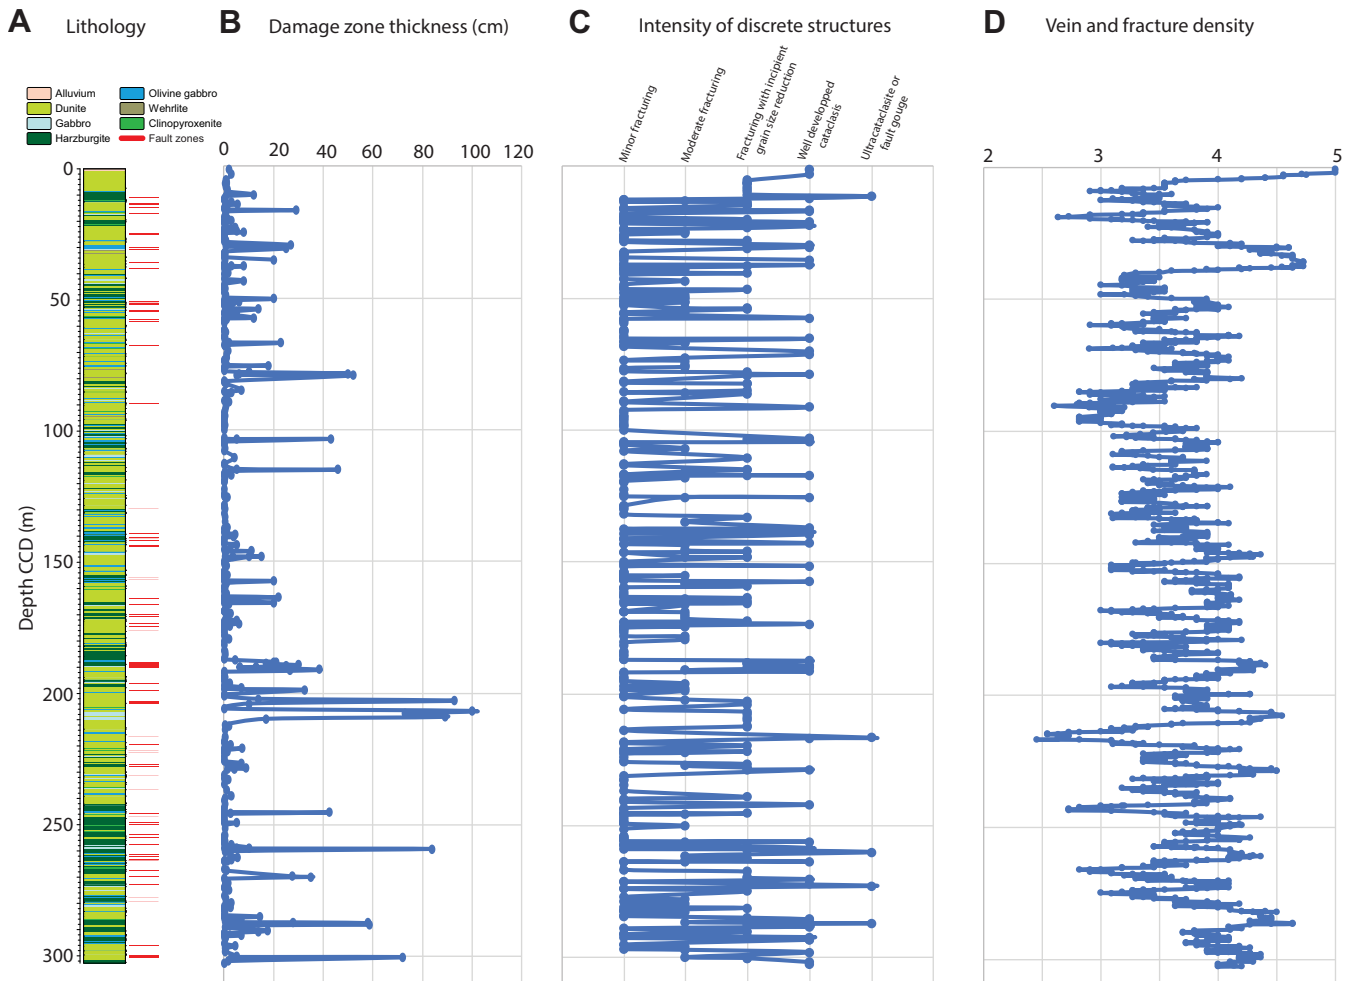 A Lithology
B Damage zone thickness (cm)
C Intensity of discrete structures
D Vein and fracture density
Alluvium
Dunite
Gabbro
Harzburgite
Olivine gabbro
Wehrlite
Clinopyroxenite
Fault zones
0 20 40 60 80 100 120
Minor fracturing
Moderate fracturing
Fracturing with incipient
grain size reduction
Well developped
cataclasis
Ultracataclasite or
fault gouge
2 3 4 5
Depth CCD (m)
0
50
100
150
200
250
300